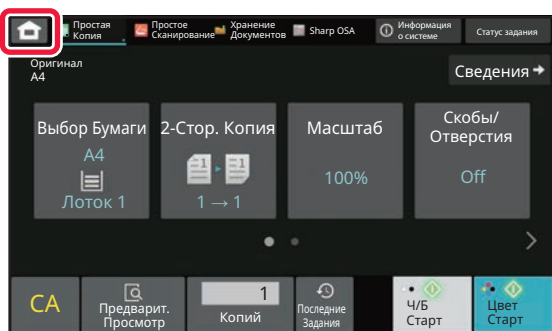 Простая
Копия
Простое
Сканирование
Хранение
Документов
Sharp OSA
Информация
о системе
Статус задания
Оригинал
A4
Сведения
Выбор Бумаги
A4
Лоток 1
2-Стор. Копия
1 1
1 → 1
Масштаб
100%
Скобы/
Отверстия
Off
CA
Предварит.
Просмотр
1
Копий
Последние
Задания
Ч/Б
Старт
Цвет
Старт